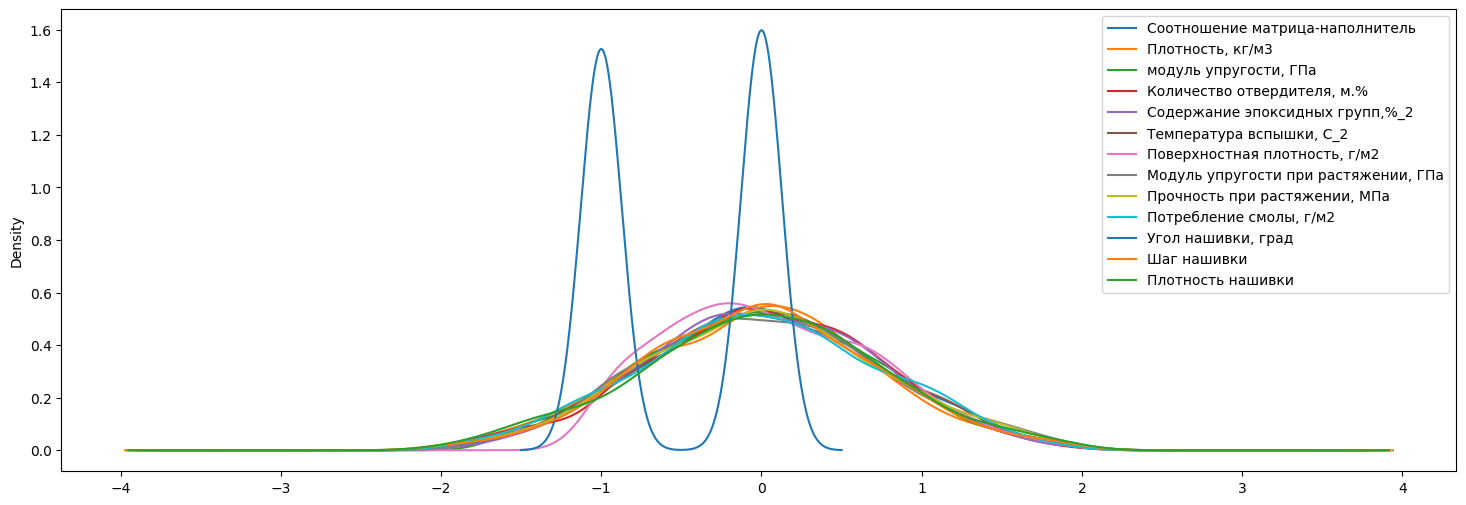 Density
1.6
1.4
1.2
1.0
0.8
0.6
0.4
0.2
0.0
−4 −3 −2 −1 0 1 2 3 4
Соотношение матрица-наполнитель
Плотность, кг/м3
модуль упругости, ГПа
Количество отвердителя, м.%
Содержание эпоксидных групп,%_2
Температура вспышки, С_2
Поверхностная плотность, г/м2
Модуль упругости при растяжении, ГПа
Прочность при растяжении, МПа
Потребление смолы, г/м2
Угол нашивки, град
Шаг нашивки
Плотность нашивки